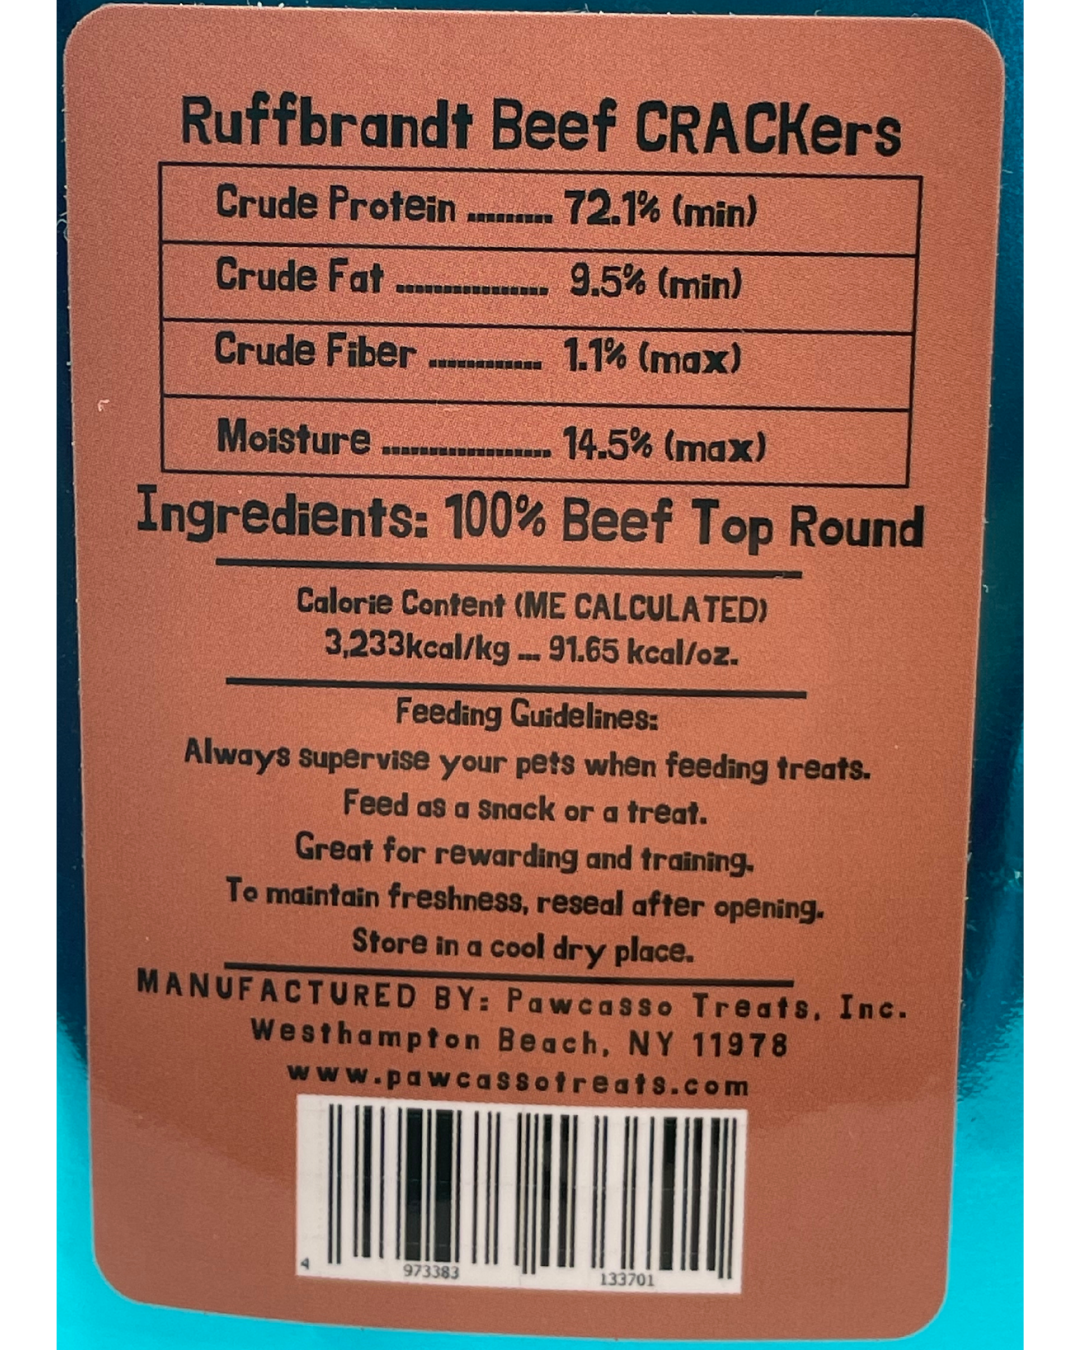 Ruffbrandt Beef CRACKers
Crude Protein ......... 72.1% (min)
Crude Fat ................ 9.5% (min)
Crude Fiber ............ 1.1% (max)
Moisture .................. 14.5% (max)
Ingredients: 100% Beef Top Round
Calorie Content (ME CALCULATED)
3,233kcal/kg ... 91.65 kcal/oz.
Feeding Guidelines:
Always supervise your pets when feeding treats.
Feed as a snack or a treat.
Great for rewarding and training.
To maintain freshness, reseal after opening.
Store in a cool dry place.
MANUFACTURED BY: Pawcasso Treats, Inc.
Westhampton Beach, NY 11978
www.pawcassotreats.com
4 973383 133701